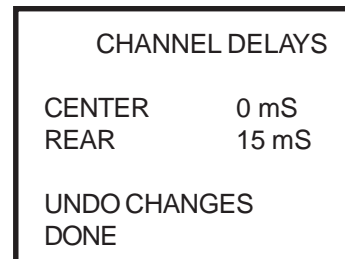 CHANNEL DELAYS
CENTER 0 mS
REAR 15 mS
UNDO CHANGES
DONE